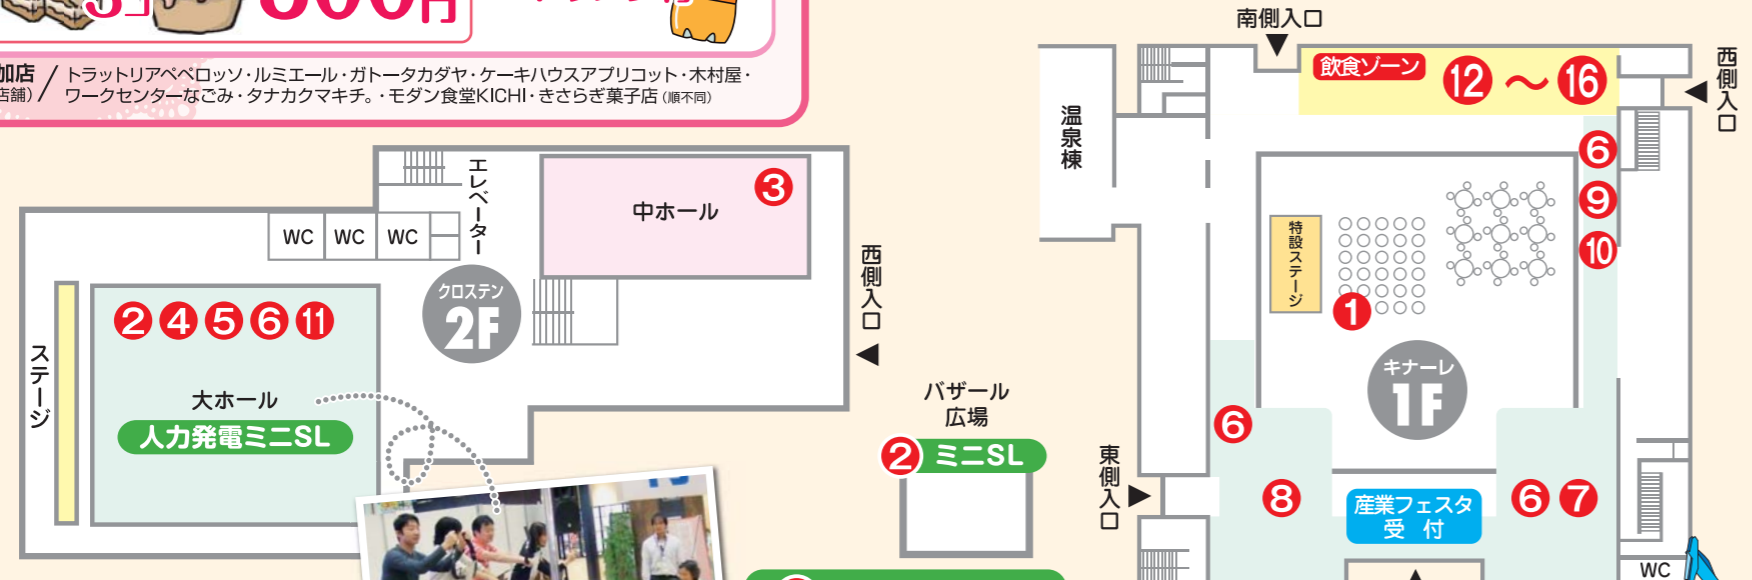 3コ
500円
加店
店舗)
トラットリアペペロッソ・ルミエール・ガトータカダヤ・ケーキハウスアプリコット・木村屋・
ワークセンターなごみ・タナカクマキチ。・モダン食堂KICHI・きさらぎ菓子店(順不同)
エレベーター
WC
WC
WC
中ホール
③
クロステン
2F
西側入口
ステージ
②④⑤⑥⑪
大ホール
人力発電ミニSL
バザール
広場
②ミニSL
南側入口
飲食ゾーン
⑫～⑯
西側入口
温泉棟
⑥
⑨
⑩
特設ステージ
①
キナーレ
1F
⑥
東側入口
⑧
産業フェスタ
受付
⑥⑦
WC